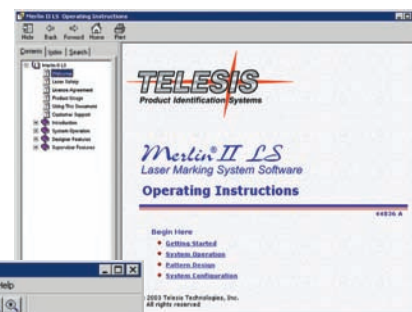 Merlin II LS Operating Instructions
Hide Back Forward Home Print
Contents Index Search
Merlin II LS
Welcome
Laser Safety
License Agreement
Product Usage
Using This Document
Customer Support
Introduction
System Operation
Designer Features
Supervisor Features
TELESIS
Product Identification Systems
Merlin® II LS
Laser Marking System Software
Operating Instructions
44836 A
Begin Here
Getting Started
System Operation
Pattern Design
System Configuration
2003 Telesis Technologies, Inc.
All rights reserved
Help